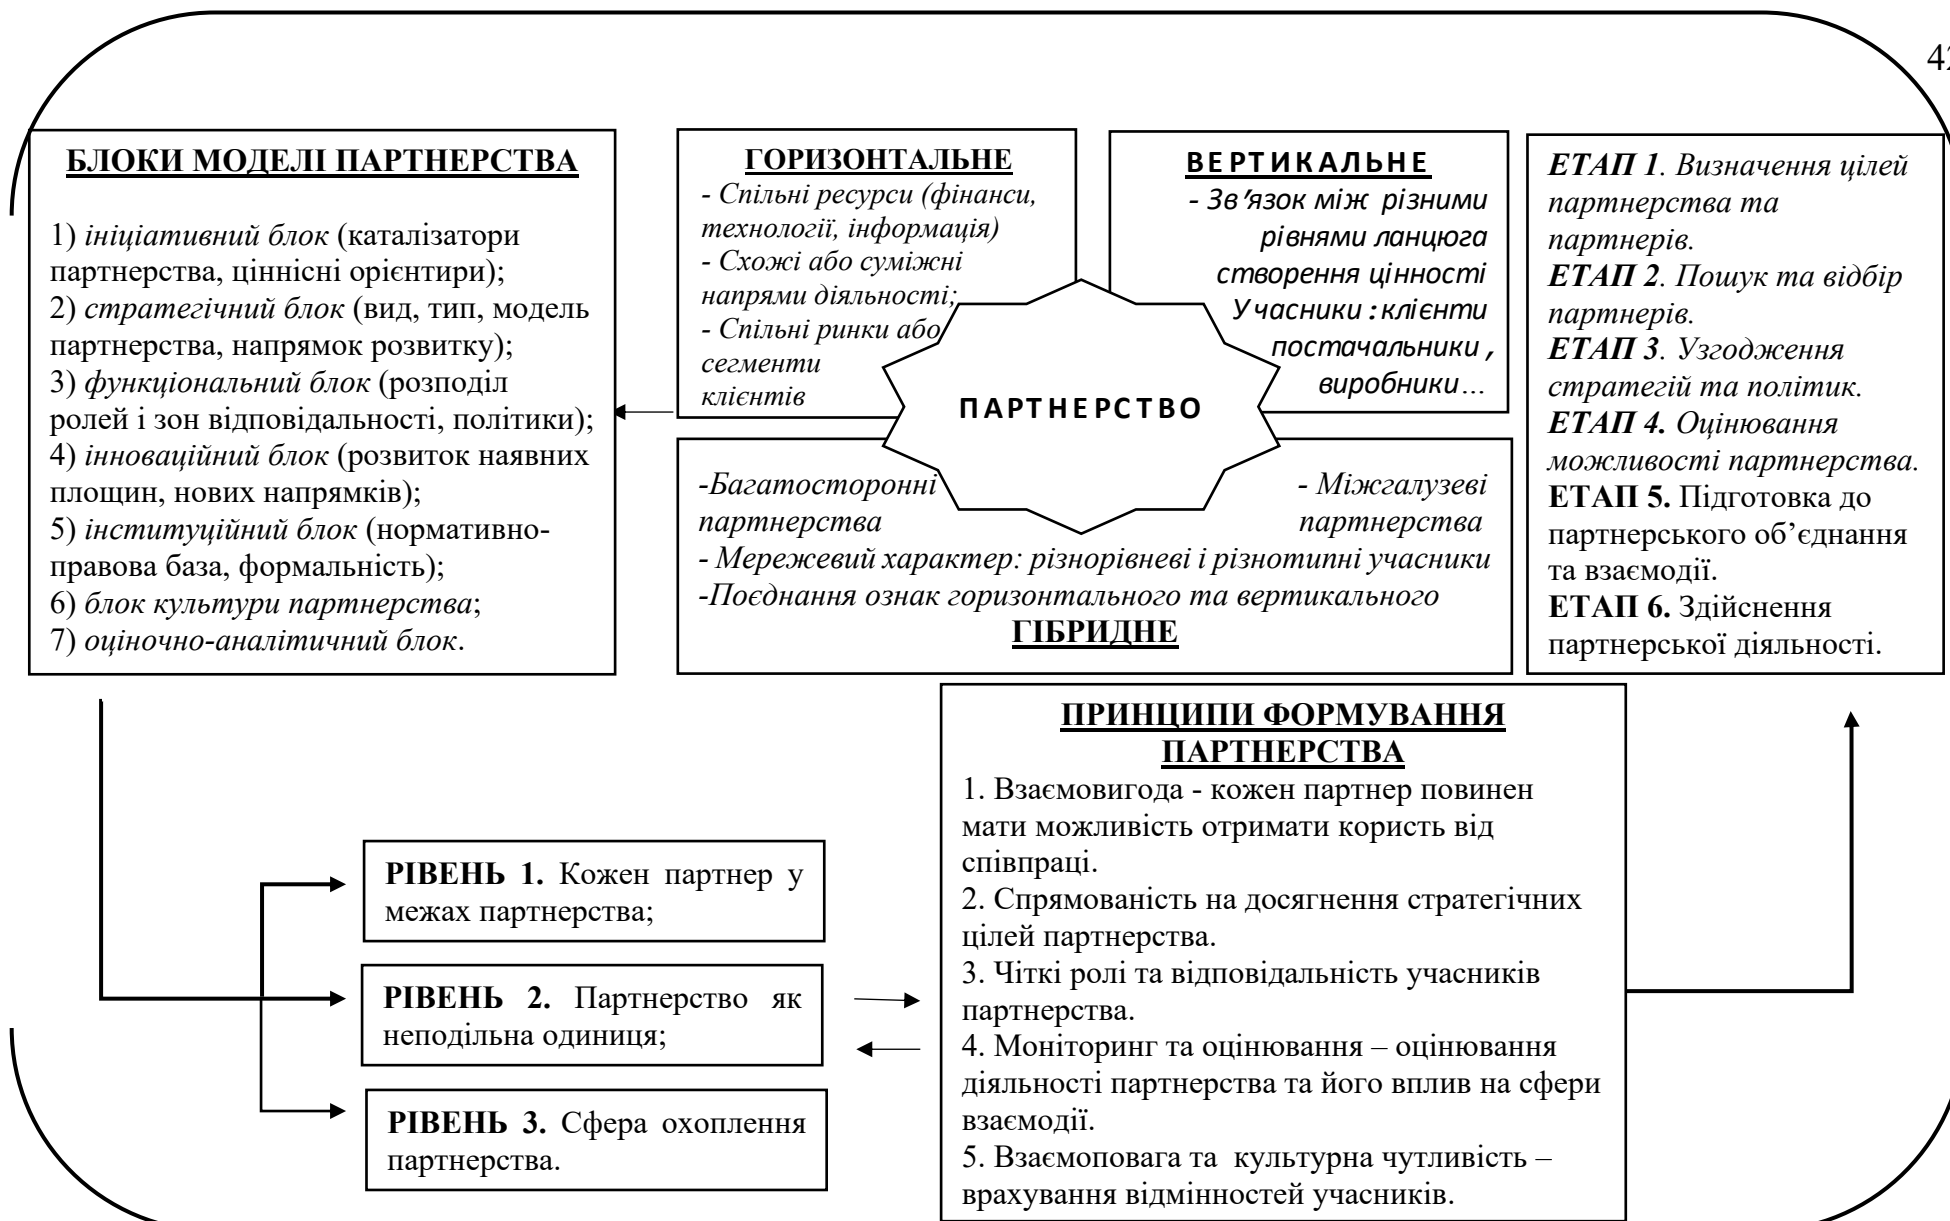 42
БЛОКИ МОДЕЛІ ПАРТНЕРСТВА
1) ініціативний блок (каталізатори
партнерства, ціннісні орієнтири);
2) стратегічний блок (вид, тип, модель
партнерства, напрямок розвитку);
3) функціональний блок (розподіл
ролей і зон відповідальності, політики);
4) інноваційний блок (розвиток наявних
площин, нових напрямків);
5) інституційний блок (нормативно-
правова база, формальність);
6) блок культури партнерства;
7) оціночно-аналітичний блок.
ГОРИЗОНТАЛЬНЕ
- Спільні ресурси (фінанси,
технології, інформація)
- Схожі або суміжні
напрями діяльності;
- Спільні ринки або
сегменти
клієнтів
ВЕРТИКАЛЬНЕ
- Зв’язок між різними
рівнями ланцюга
створення цінності
Учасники: клієнти
постачальники,
виробники...
ПАРТНЕРСТВО
-Багатосторонні - Міжгалузеві
партнерства партнерства
- Мережевий характер: різнорівневі і різнотипні учасники
-Поєднання ознак горизонтального та вертикального
ГІБРИДНЕ
ЕТАП 1. Визначення цілей
партнерства та
партнерів.
ЕТАП 2. Пошук та відбір
партнерів.
ЕТАП 3. Узгодження
стратегій та політик.
ЕТАП 4. Оцінювання
можливості партнерства.
ЕТАП 5. Підготовка до
партнерського об’єднання
та взаємодії.
ЕТАП 6. Здійснення
партнерської діяльності.
РІВЕНЬ 1. Кожен партнер у
межах партнерства;
РІВЕНЬ 2. Партнерство як
неподільна одиниця;
РІВЕНЬ 3. Сфера охоплення
партнерства.
ПРИНЦИПИ ФОРМУВАННЯ
ПАРТНЕРСТВА
1. Взаємовигода - кожен партнер повинен
мати можливість отримати користь від
співпраці.
2. Спрямованість на досягнення стратегічних
цілей партнерства.
3. Чіткі ролі та відповідальність учасників
партнерства.
4. Моніторинг та оцінювання – оцінювання
діяльності партнерства та його вплив на сфери
взаємодії.
5. Взаємоповага та культурна чутливість –
врахування відмінностей учасників.